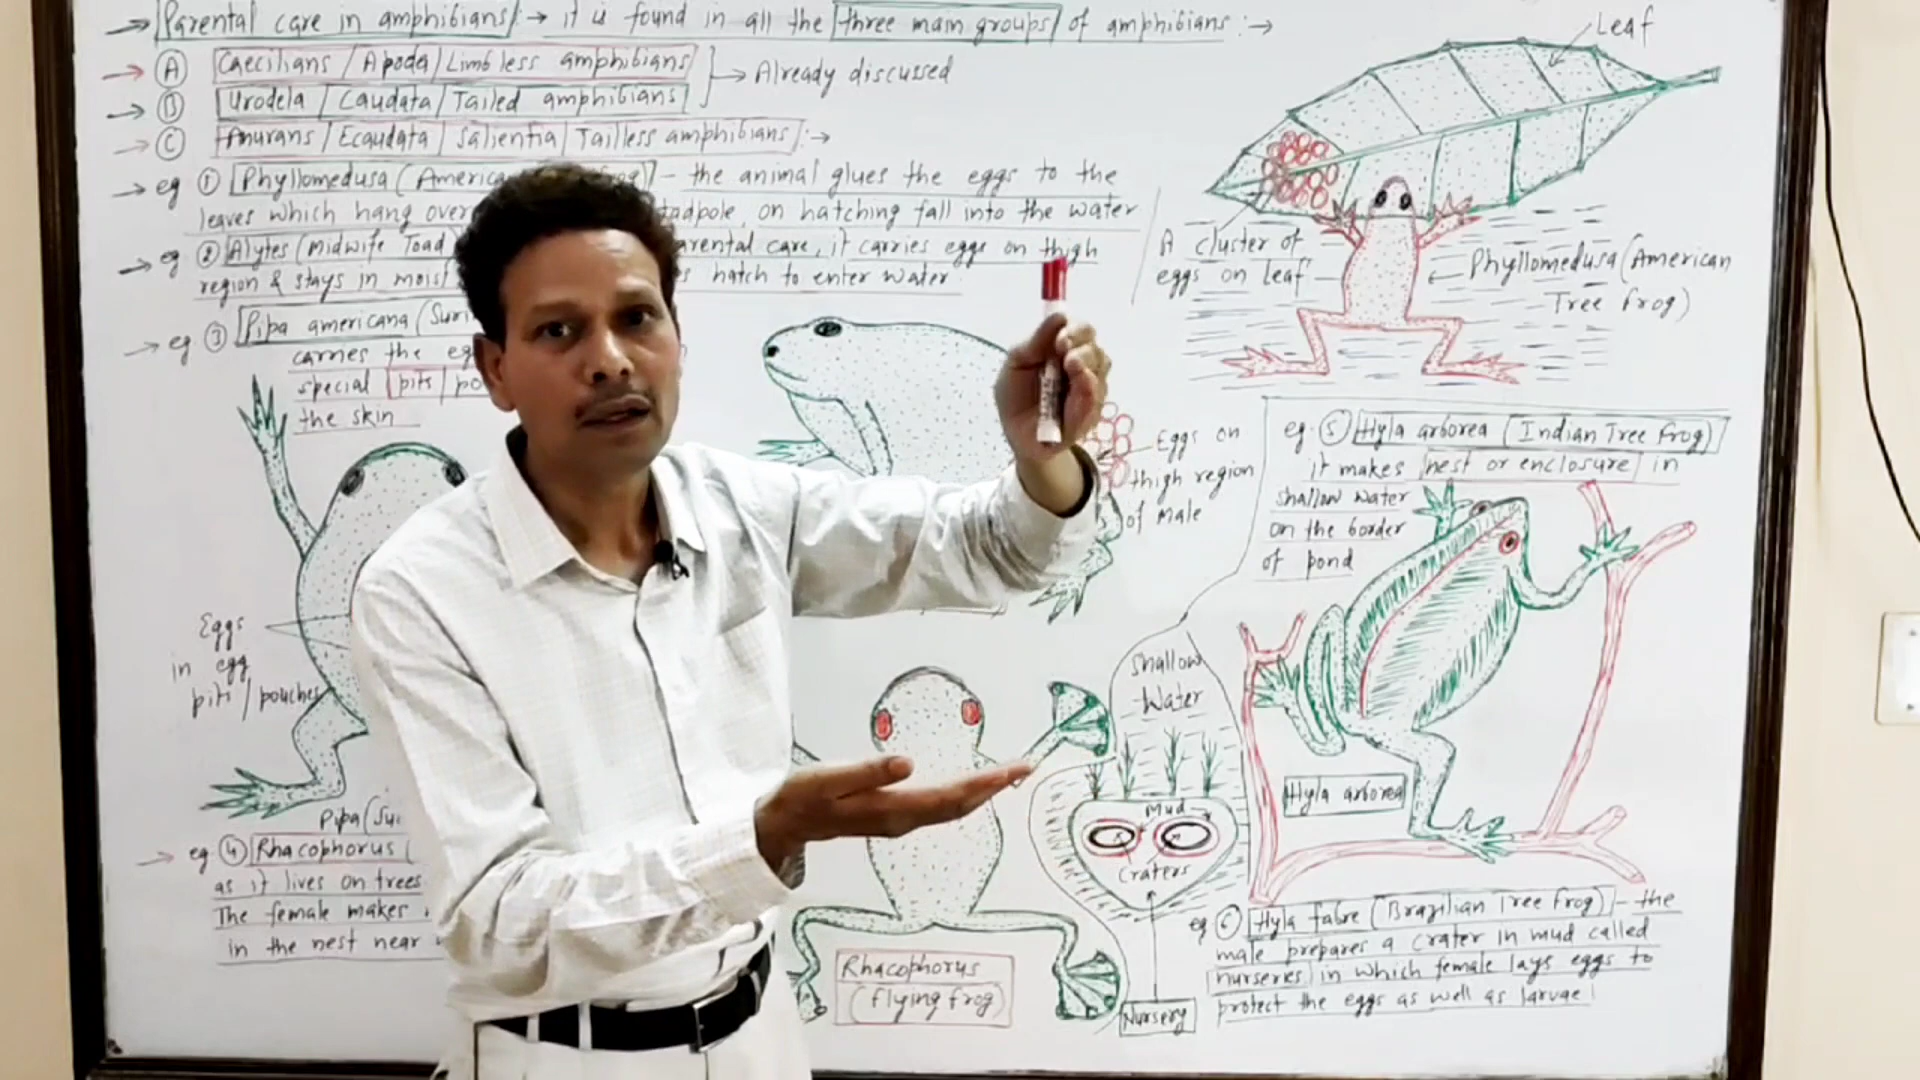 → Parental care in amphibians :→ it is found in all the three main groups of amphibians :→
→ (A) Caecilians / Apoda / Limbless amphibians
→ Already discussed
→ (B) Urodela / Caudata / Tailed amphibians
→ (C) Anurans / Ecaudata / Salientia / Tailless amphibians :→
→ eg ① Phyllomedusa (America - the animal glues the eggs to the
leaves which hang over tadpole, on hatching fall into the water
→ eg ② Alytes (Midwife Toad parental care, it carries eggs on thigh
region & stays in moist hatch to enter water
→ eg ③ Pipa americana
carries the
special pits
the skin
Eggs
in egg
pits / pouches
Pipa
→ eg ④ Rhacophorus (
as it lives on trees
The female makes
in the nest near
Eggs on
thigh region
of male
Rhacophorus
(flying frog)
Leaf
A cluster of
eggs on leaf
Phyllomedusa (American
Tree frog)
eg. ⑤ Hyla arborea (Indian Tree frog)
it makes nest or enclosure in
shallow water
on the border
of pond
Hyla arborea
Shallow
Water
Mud
Craters
Nursery
eg ⑥ Hyla fabre (Brazilian Tree frog) - the
male prepares a crater in mud called
nurseries in which female lays eggs to
protect the eggs as well as larvae